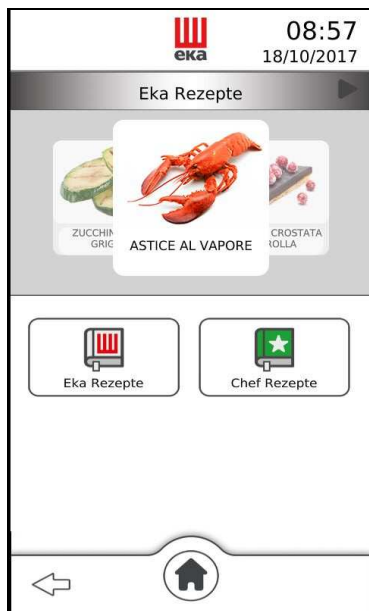 eka
08:57
18/10/2017
Eka Rezepte
ZUCCHIN
GRIG
ASTICE AL VAPORE
CROSTATA
ROLLA
Eka Rezepte
Chef Rezepte